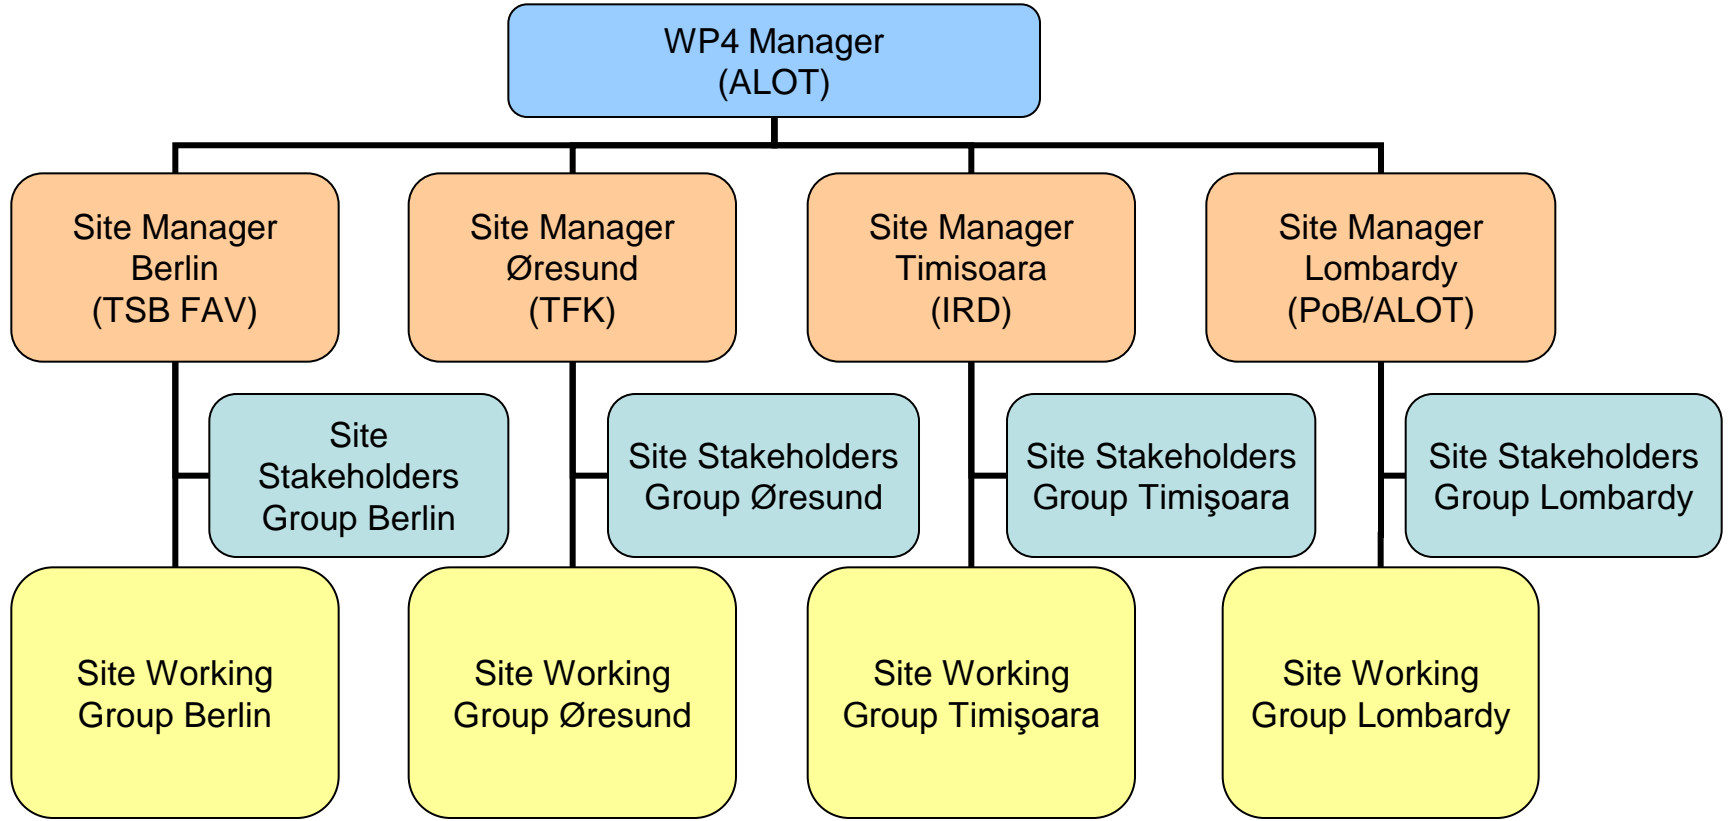 WP4 Manager
(ALOT)
Site Manager
Berlin
(TSB FAV)
Site Manager
Øresund
(TFK)
Site Manager
Timisoara
(IRD)
Site Manager
Lombardy
(PoB/ALOT)
Site
Stakeholders
Group Berlin
Site Stakeholders
Group Øresund
Site Stakeholders
Group Timişoara
Site Stakeholders
Group Lombardy
Site Working
Group Berlin
Site Working
Group Øresund
Site Working
Group Timişoara
Site Working
Group Lombardy